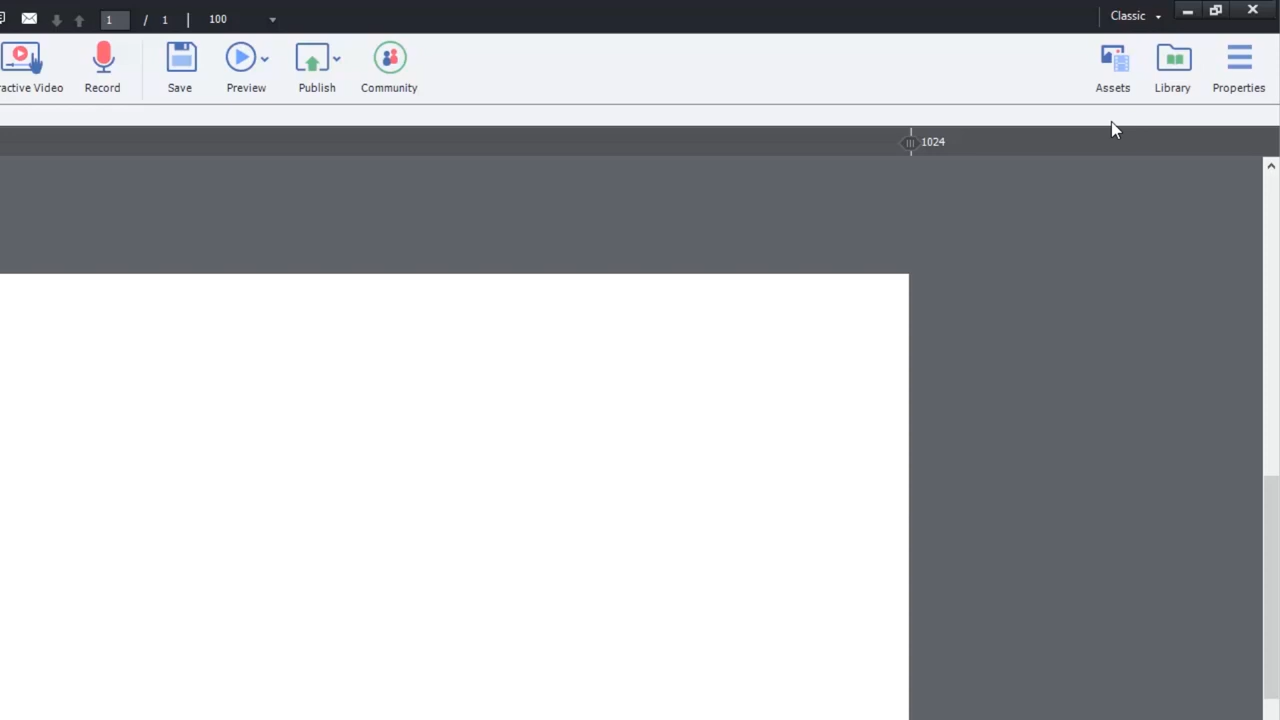 1 / 1 | 100
Classic
ractive Video Record Save Preview Publish Community Assets Library Properties
1024